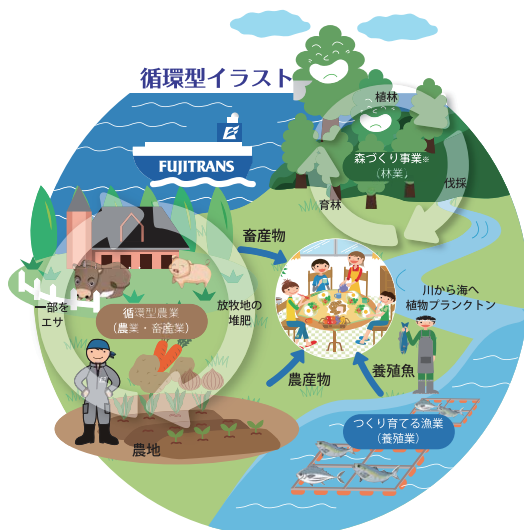 循環型イラスト
植林
森づくり事業※
（林業）
伐採
育林
FUJITRANS
畜産物
川から海へ
植物プランクトン
一部を
エサ
循環型農業
（農業・畜産業）
放牧地の
堆肥
農産物
養殖魚
つくり育てる漁業
（養殖業）
農地